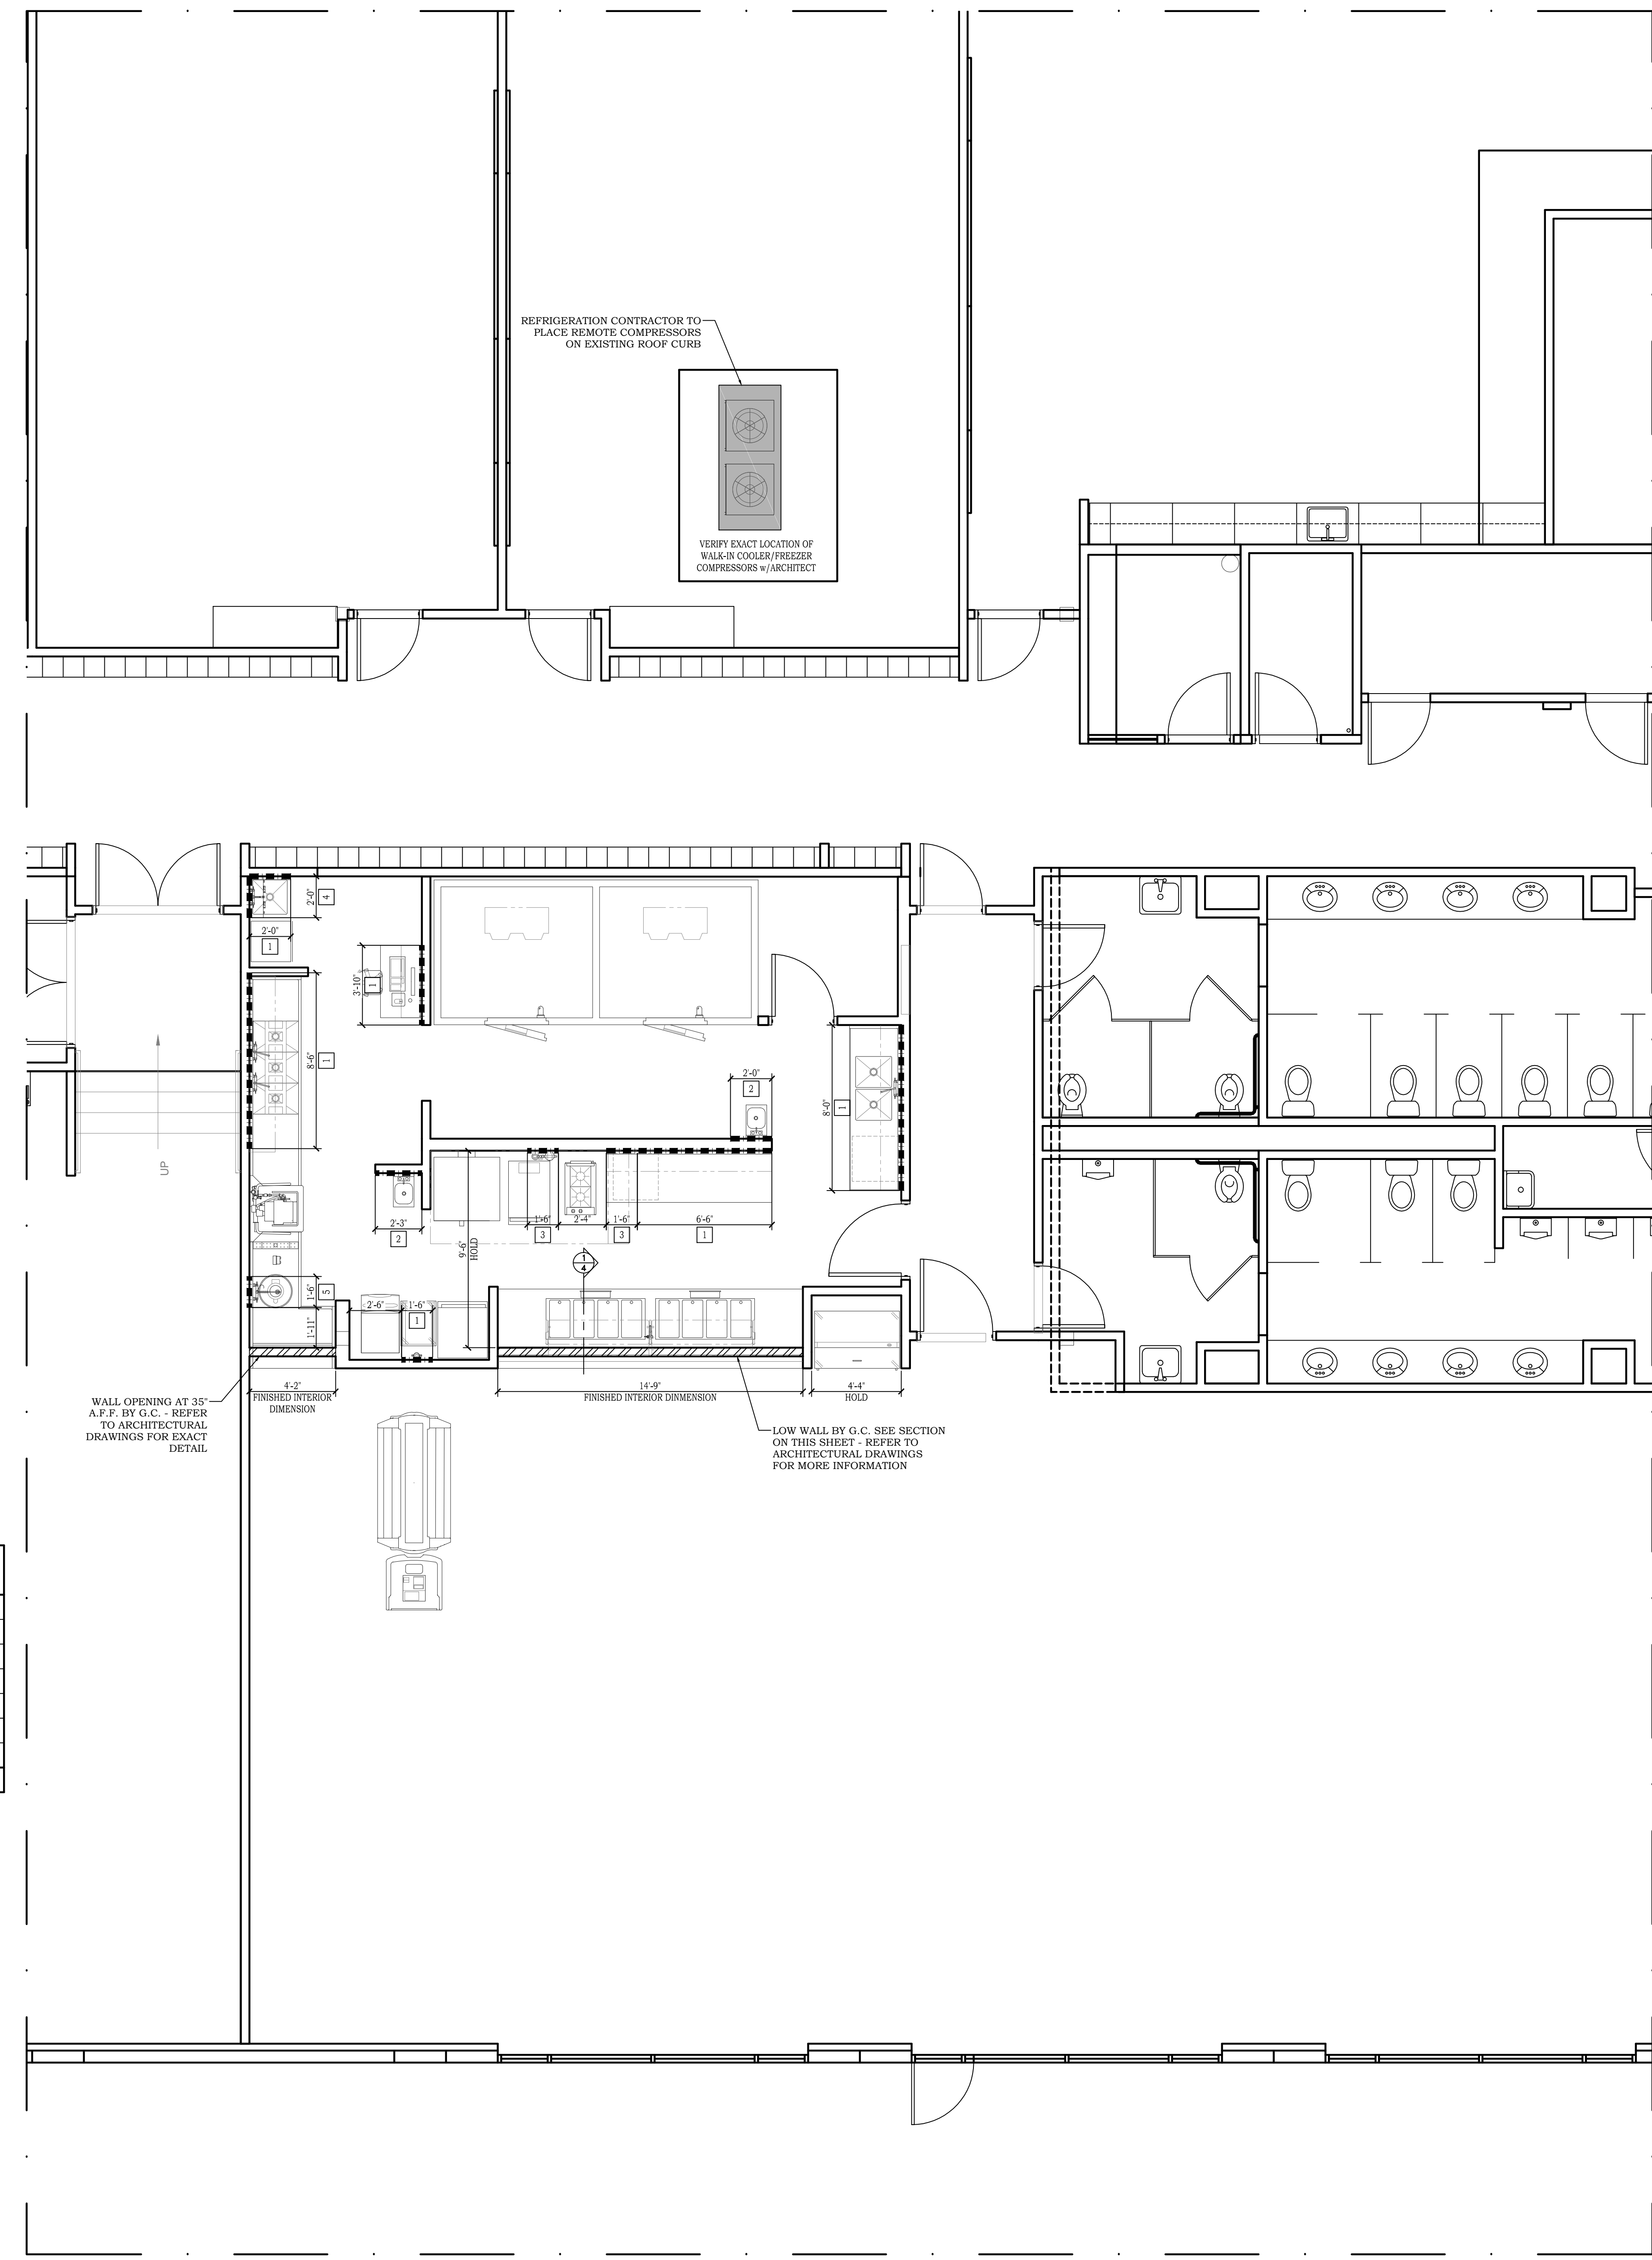 REFRIGERATION CONTRACTOR TO
PLACE REMOTE COMPRESSORS
ON EXISTING ROOF CURB
VERIFY EXACT LOCATION OF
WALK-IN COOLER/FREEZER
COMPRESSORS w/ARCHITECT
2'-0"
4
2'-0"
1
3'-10"
1
8'-6"
1
UP
2'-0"
2
8'-0"
1
2'-3"
2
9'-6"
HOLD
1'-6"
3
2'-4"
1'-6"
3
6'-6"
1
1
4
1'-6"
5
1'-11"
2'-6"
1'-6"
1
4'-2"
FINISHED INTERIOR
DIMENSION
14'-9"
FINISHED INTERIOR DINMENSION
4'-4"
HOLD
WALL OPENING AT 35"
A.F.F. BY G.C. - REFER
TO ARCHITECTURAL
DRAWINGS FOR EXACT
DETAIL
LOW WALL BY G.C. SEE SECTION
ON THIS SHEET - REFER TO
ARCHITECTURAL DRAWINGS
FOR MORE INFORMATION